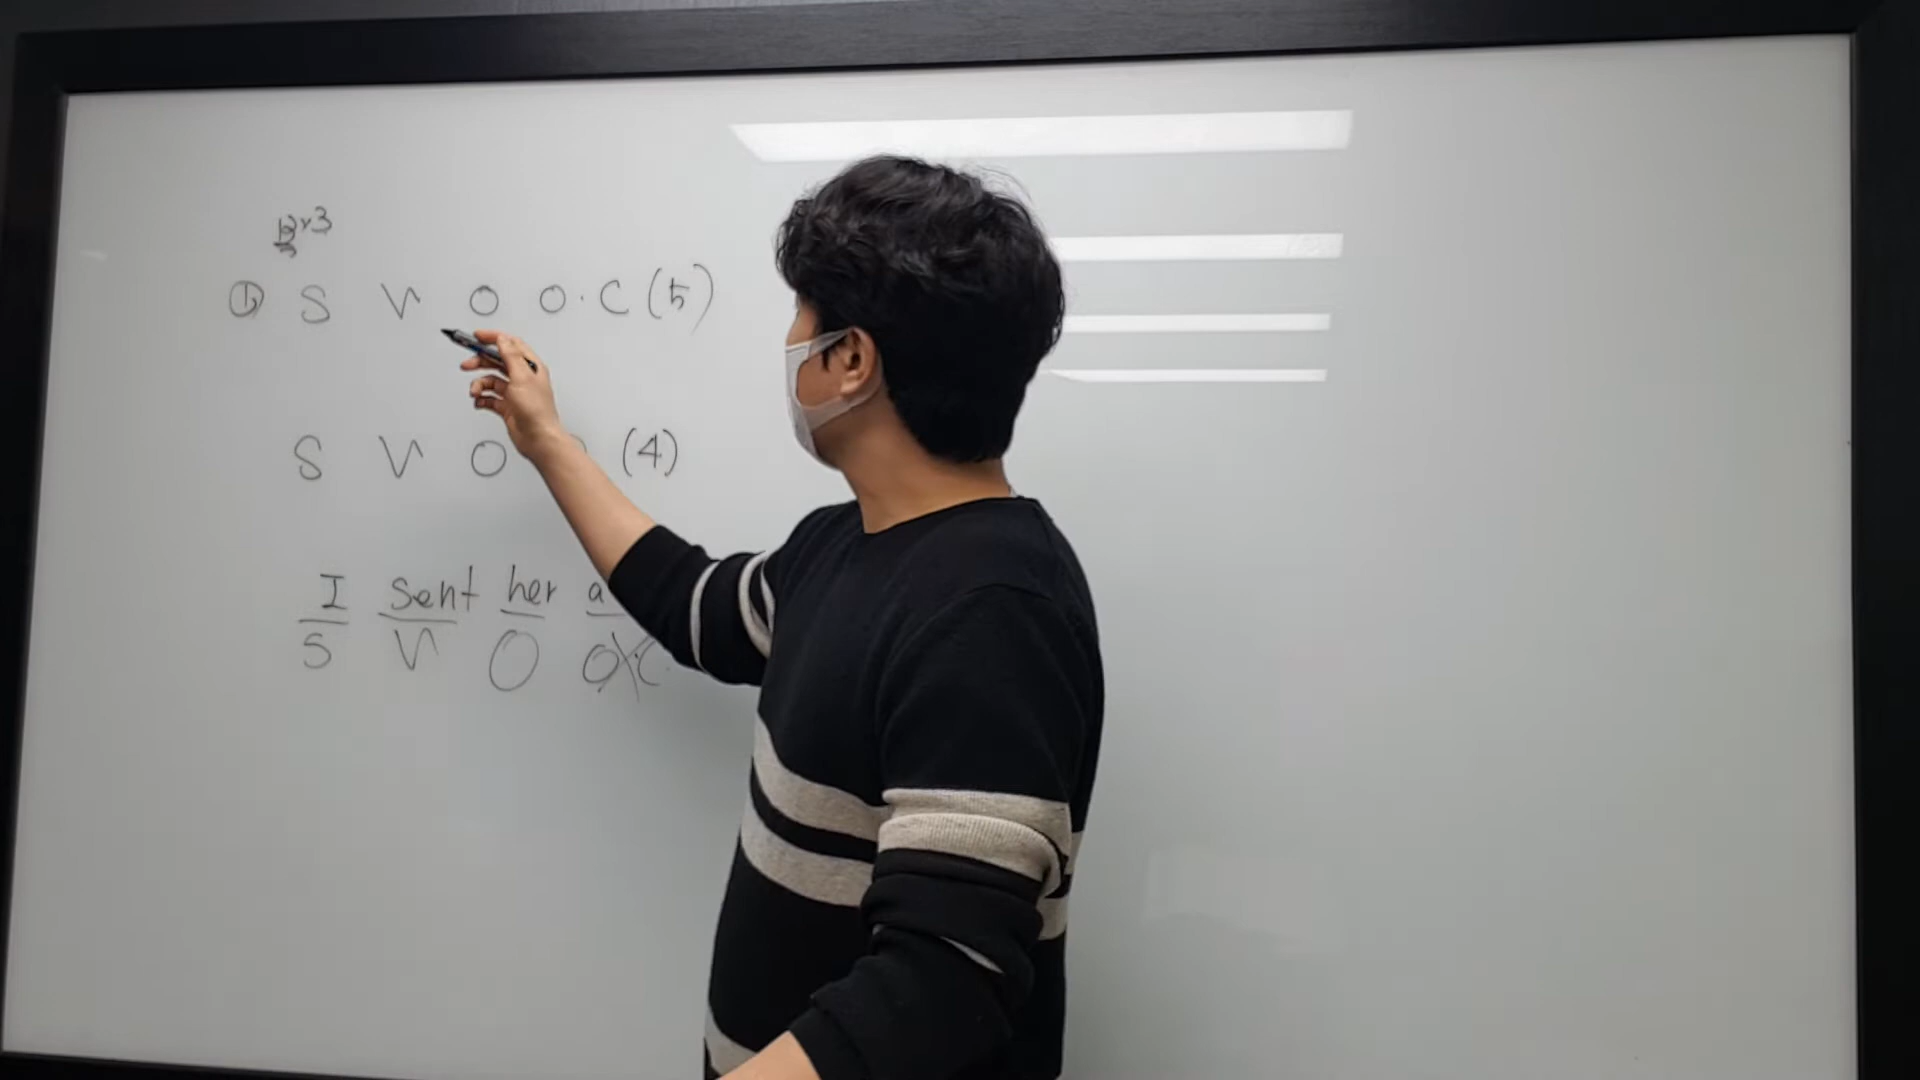 ① S V O O·C (5)
S V O (4)
I sent her a
S V O O·C